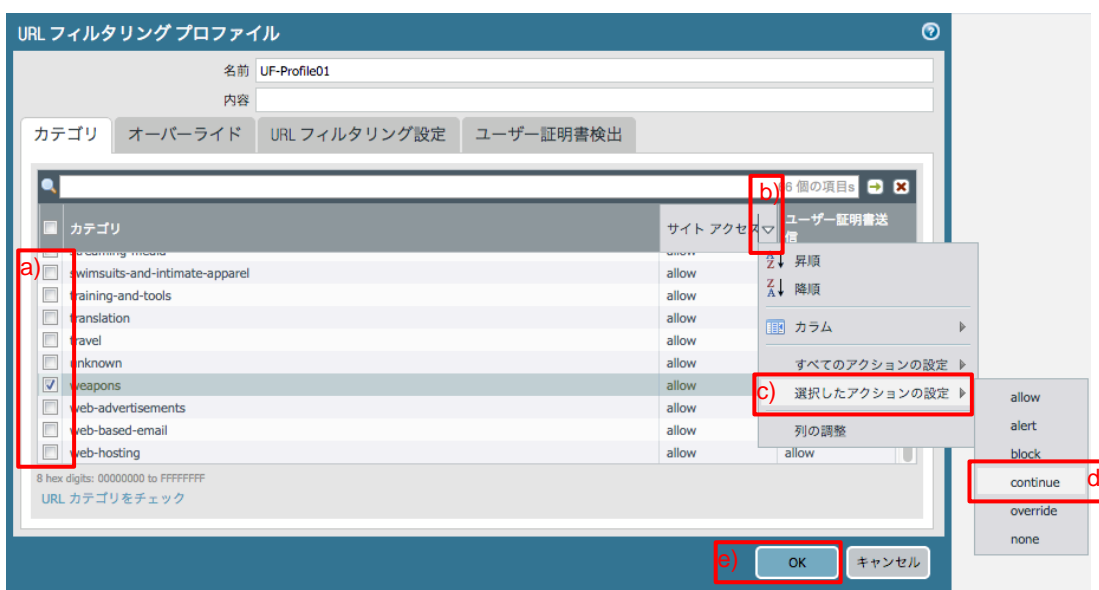 URL フィルタリング プロファイル
名前 UF-Profile01
内容
カテゴリ オーバーライド URL フィルタリング設定 ユーザー証明書検出
b) 6 個の項目s
カテゴリ サイト アクセス ユーザー証明書送信
a) streaming-media allow
swimsuits-and-intimate-apparel allow
training-and-tools allow
translation allow
travel allow
unknown allow
weapons allow
web-advertisements allow
web-based-email allow
web-hosting allow allow
昇順
降順
カラム
すべてのアクションの設定
c) 選択したアクションの設定
列の調整
allow
alert
block
continue d
override
none
8 hex digits: 00000000 to FFFFFFFF
URL カテゴリをチェック
e) OK キャンセル